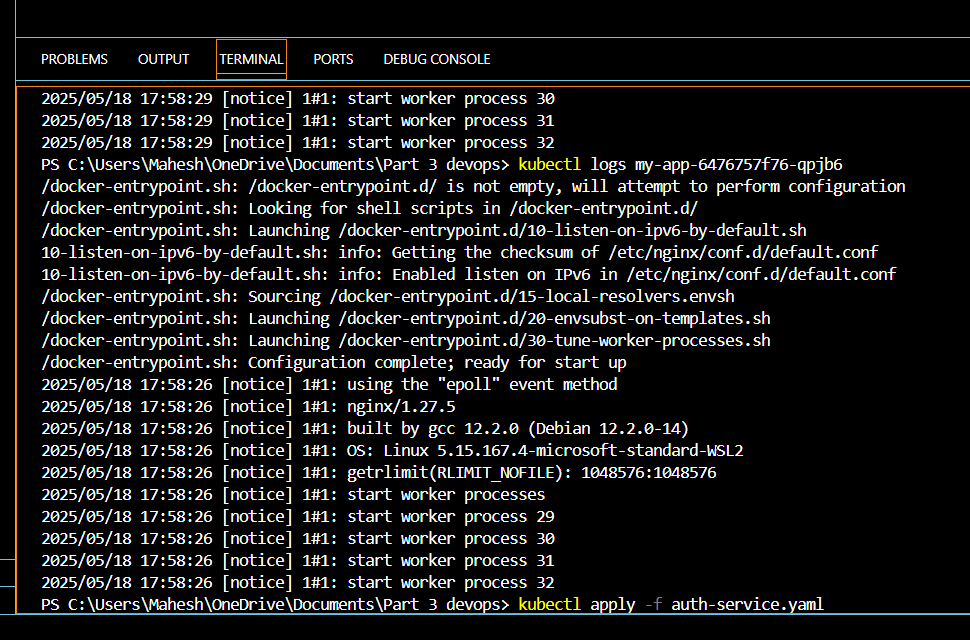 PROBLEMS OUTPUT TERMINAL PORTS DEBUG CONSOLE
2025/05/18 17:58:29 [notice] 1#1: start worker process 30
2025/05/18 17:58:29 [notice] 1#1: start worker process 31
2025/05/18 17:58:29 [notice] 1#1: start worker process 32
PS C:\Users\Mahesh\OneDrive\Documents\Part 3 devops> kubectl logs my-app-6476757f76-qpjb6
/docker-entrypoint.sh: /docker-entrypoint.d/ is not empty, will attempt to perform configuration
/docker-entrypoint.sh: Looking for shell scripts in /docker-entrypoint.d/
/docker-entrypoint.sh: Launching /docker-entrypoint.d/10-listen-on-ipv6-by-default.sh
10-listen-on-ipv6-by-default.sh: info: Getting the checksum of /etc/nginx/conf.d/default.conf
10-listen-on-ipv6-by-default.sh: info: Enabled listen on IPv6 in /etc/nginx/conf.d/default.conf
/docker-entrypoint.sh: Sourcing /docker-entrypoint.d/15-local-resolvers.envsh
/docker-entrypoint.sh: Launching /docker-entrypoint.d/20-envsubst-on-templates.sh
/docker-entrypoint.sh: Launching /docker-entrypoint.d/30-tune-worker-processes.sh
/docker-entrypoint.sh: Configuration complete; ready for start up
2025/05/18 17:58:26 [notice] 1#1: using the "epoll" event method
2025/05/18 17:58:26 [notice] 1#1: nginx/1.27.5
2025/05/18 17:58:26 [notice] 1#1: built by gcc 12.2.0 (Debian 12.2.0-14)
2025/05/18 17:58:26 [notice] 1#1: OS: Linux 5.15.167.4-microsoft-standard-WSL2
2025/05/18 17:58:26 [notice] 1#1: getrlimit(RLIMIT_NOFILE): 1048576:1048576
2025/05/18 17:58:26 [notice] 1#1: start worker processes
2025/05/18 17:58:26 [notice] 1#1: start worker process 29
2025/05/18 17:58:26 [notice] 1#1: start worker process 30
2025/05/18 17:58:26 [notice] 1#1: start worker process 31
2025/05/18 17:58:26 [notice] 1#1: start worker process 32
PS C:\Users\Mahesh\OneDrive\Documents\Part 3 devops> kubectl apply -f auth-service.yaml